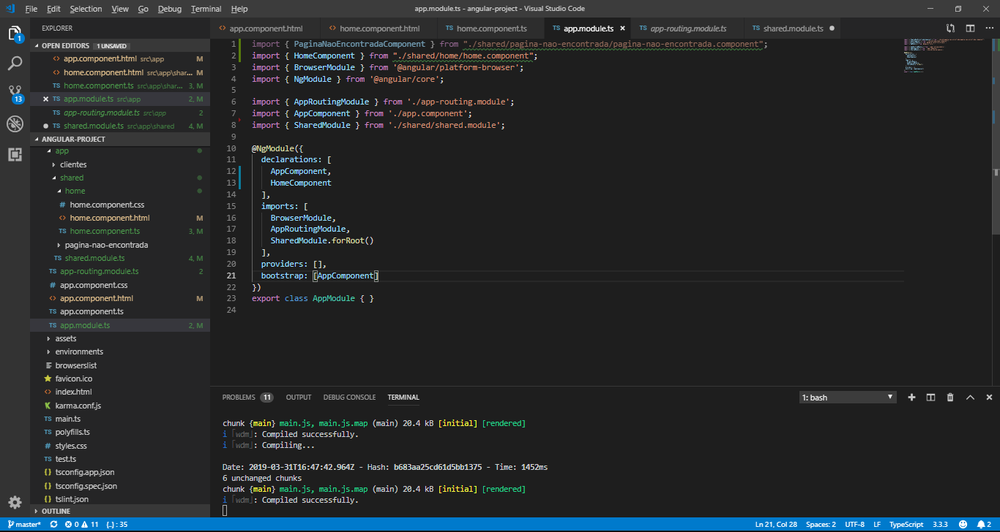 File Edit Selection View Go Debug Terminal Help
app.module.ts - angular-project - Visual Studio Code
EXPLORER
OPEN EDITORS 1 UNSAVED
app.component.html src\app M
home.component.html src\app\shar... M
home.component.ts src\app\shar... 3, M
app.module.ts src\app 2, M
app-routing.module.ts src\app 2
shared.module.ts src\app\shared 4, M
ANGULAR-PROJECT
app
clientes
shared
home
home.component.css
home.component.html M
TS home.component.ts 3, M
pagina-nao-encontrada
TS shared.module.ts 4, M
TS app-routing.module.ts 2
# app.component.css
app.component.html M
TS app.component.ts
TS app.module.ts 2, M
assets
environments
browserslist
favicon.ico
index.html
karma.conf.js
TS main.ts
TS polyfills.ts
# styles.css
TS test.ts
{} tsconfig.app.json
{} tsconfig.spec.json
{} tslint.json
OUTLINE
1
13
app.component.html home.component.html TS home.component.ts TS app.module.ts TS app-routing.module.ts TS shared.module.ts
1 import { PaginaNaoEncontradaComponent } from "./shared/pagina-nao-encontrada/pagina-nao-encontrada.component";
2 import { HomeComponent } from "./shared/home/home.component";
3 import { BrowserModule } from '@angular/platform-browser';
4 import { NgModule } from '@angular/core';
5
6 import { AppRoutingModule } from './app-routing.module';
7 import { AppComponent } from './app.component';
8 import { SharedModule } from './shared/shared.module';
9
10 @NgModule({
11 declarations: [
12 AppComponent,
13 HomeComponent
14 ],
15 imports: [
16 BrowserModule,
17 AppRoutingModule,
18 SharedModule.forRoot()
19 ],
20 providers: [],
21 bootstrap: [AppComponent]
22 })
23 export class AppModule { }
24
PROBLEMS 11 OUTPUT DEBUG CONSOLE TERMINAL 1: bash
chunk {main} main.js, main.js.map (main) 20.4 kB [initial] [rendered]
i ｢wdm｣: Compiled successfully.
i ｢wdm｣: Compiling...
Date: 2019-03-31T16:47:42.964Z - Hash: b683aa25cd61d5bb1375 - Time: 1452ms
6 unchanged chunks
chunk {main} main.js, main.js.map (main) 20.4 kB [initial] [rendered]
i ｢wdm｣: Compiled successfully.
master* 0 11 {..}: 35 Ln 21, Col 28 Spaces: 2 UTF-8 LF TypeScript 3.3.3 2